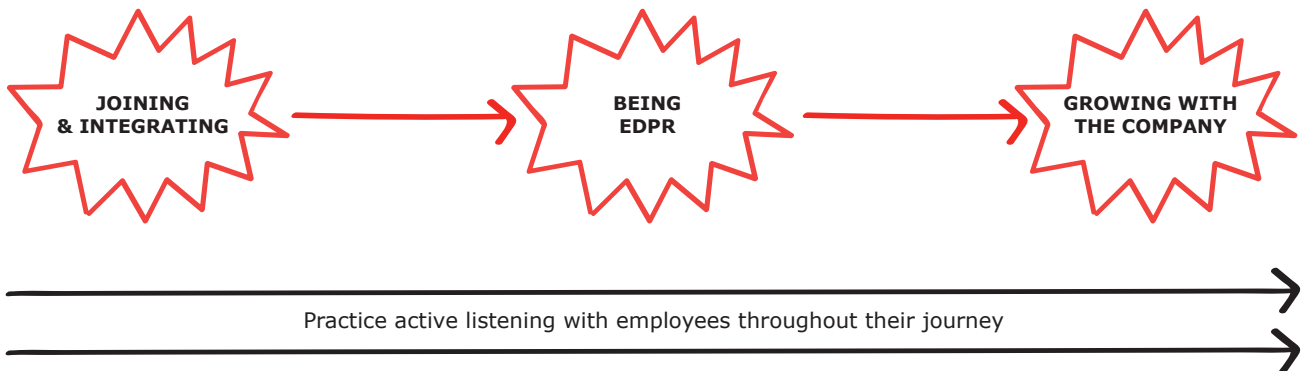 JOINING
& INTEGRATING
BEING
EDPR
GROWING WITH
THE COMPANY
Practice active listening with employees throughout their journey